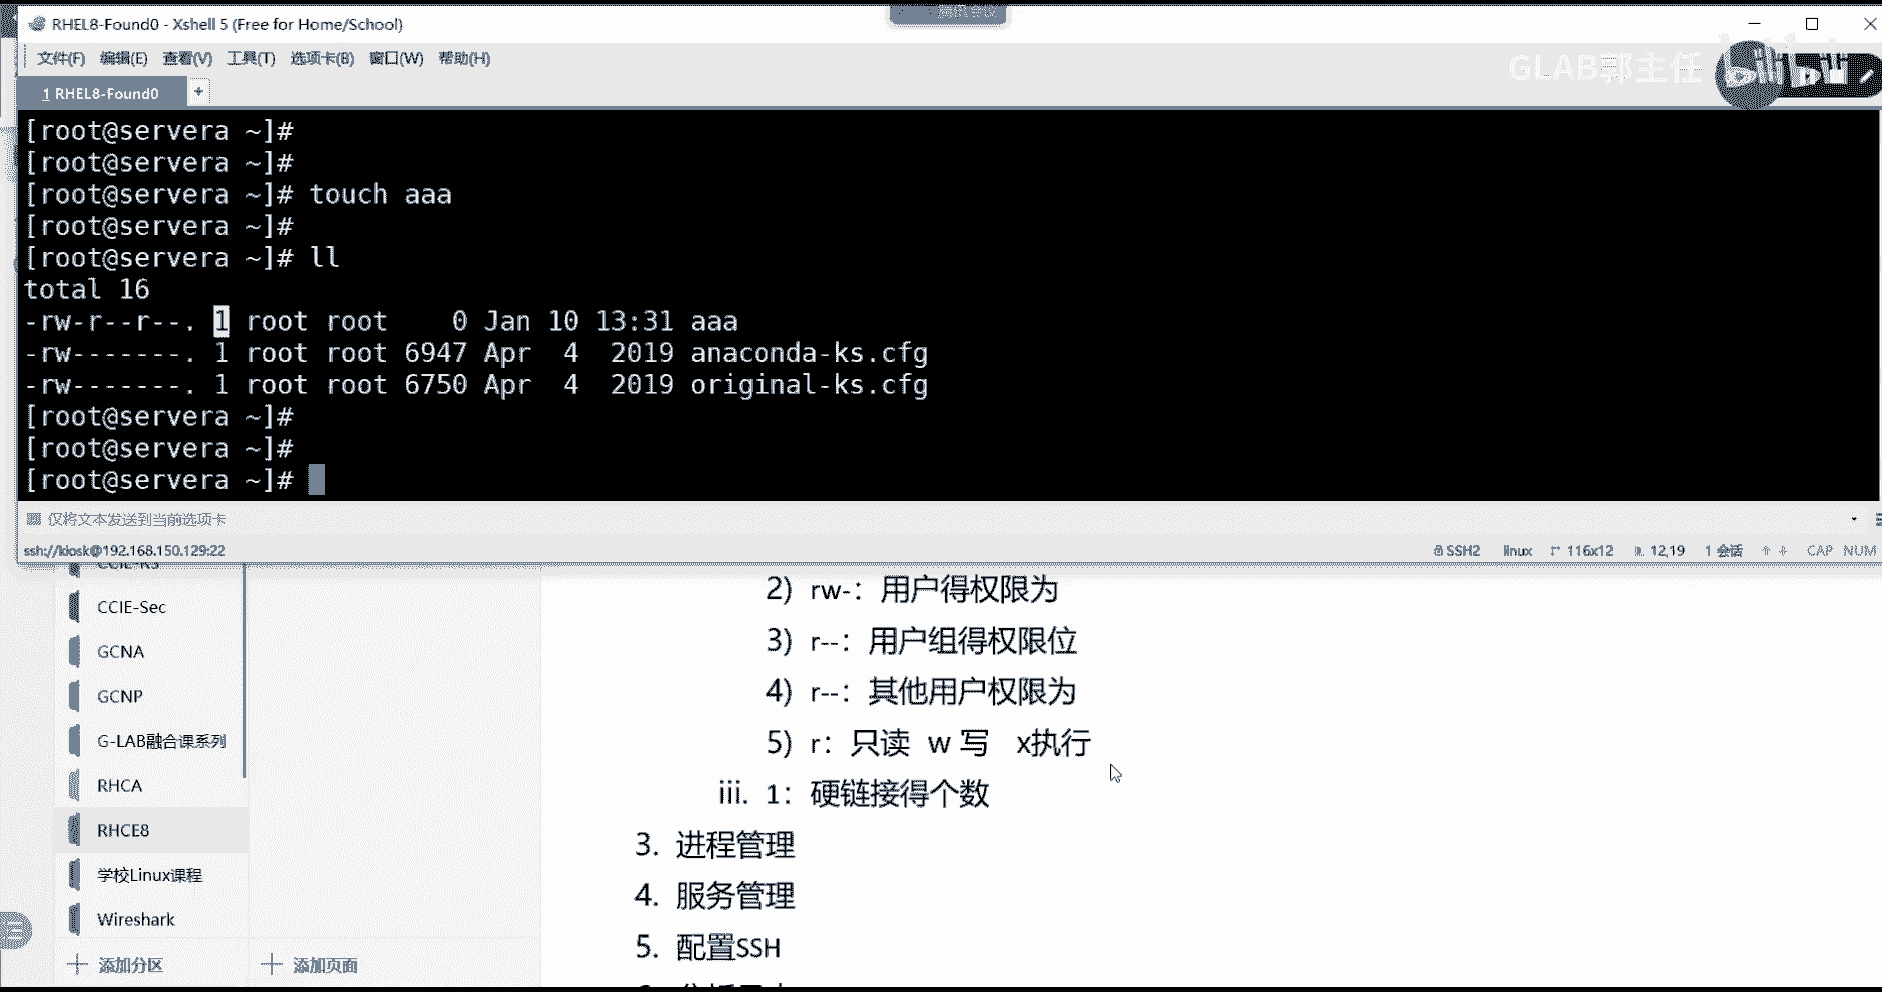 RHEL8-Found0 - Xshell 5 (Free for Home/School)
文件(F) 编辑(E) 查看(V) 工具(T) 选项卡(B) 窗口(W) 帮助(H)
GLAB郭主任
bilibili
1 RHEL8-Found0 +
[root@servera ~]#
[root@servera ~]#
[root@servera ~]# touch aaa
[root@servera ~]#
[root@servera ~]# ll
total 16
-rw-r--r--. 1 root root 0 Jan 10 13:31 aaa
-rw-------. 1 root root 6947 Apr 4 2019 anaconda-ks.cfg
-rw-------. 1 root root 6750 Apr 4 2019 original-ks.cfg
[root@servera ~]#
[root@servera ~]#
[root@servera ~]#
仅将文本发送到当前选项卡
ssh://kiosk@192.168.150.129:22 SSH2 linux 116x12 12,19 1 会话 CAP NUM
CCIE-Sec
GCNA
GCNP
G-LAB融合课系列
RHCA
RHCE8
学校Linux课程
Wireshark
添加分区 添加页面
2) rw-：用户得权限为
3) r--：用户组得权限位
4) r--：其他用户权限为
5) r：只读 w 写 x执行
iii. 1：硬链接得个数
3. 进程管理
4. 服务管理
5. 配置SSH